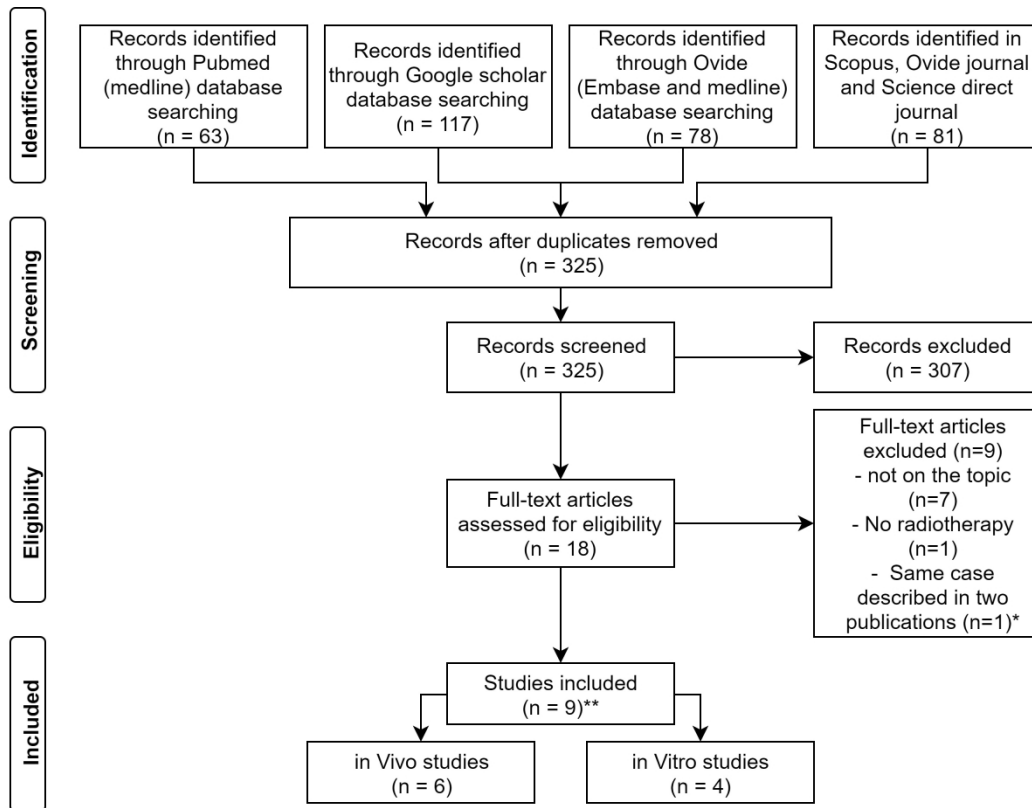 Identification
Records identified
through Pubmed
(medline) database
searching
(n = 63)
Records identified
through Google scholar
database searching
(n = 117)
Records identified
through Ovide
(Embase and medline)
database searching
(n = 78)
Records identified in
Scopus, Ovide journal
and Science direct
journal
(n = 81)
Screening
Records after duplicates removed
(n = 325)
Records screened
(n = 325)
Records excluded
(n = 307)
Eligibility
Full-text articles
assessed for eligibility
(n = 18)
Full-text articles
excluded (n=9)
- not on the topic
(n=7)
- No radiotherapy
(n=1)
- Same case
described in two
publications (n=1)*
Included
Studies included
(n = 9)**
in Vivo studies
(n = 6)
in Vitro studies
(n = 4)